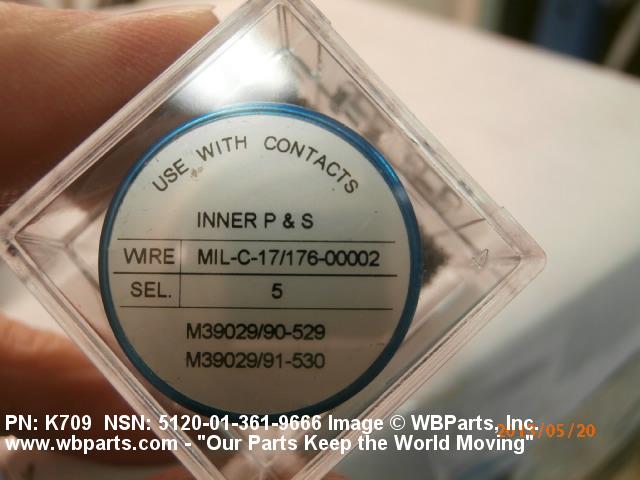 USE WITH CONTACTS
INNER P & S
WIRE MIL-C-17/176-00002
SEL. 5
M39029/90-529
M39029/91-530
PN: K709 NSN: 5120-01-361-9666 Image © WBParts, Inc.
www.wbparts.com - "Our Parts Keep the World Moving"